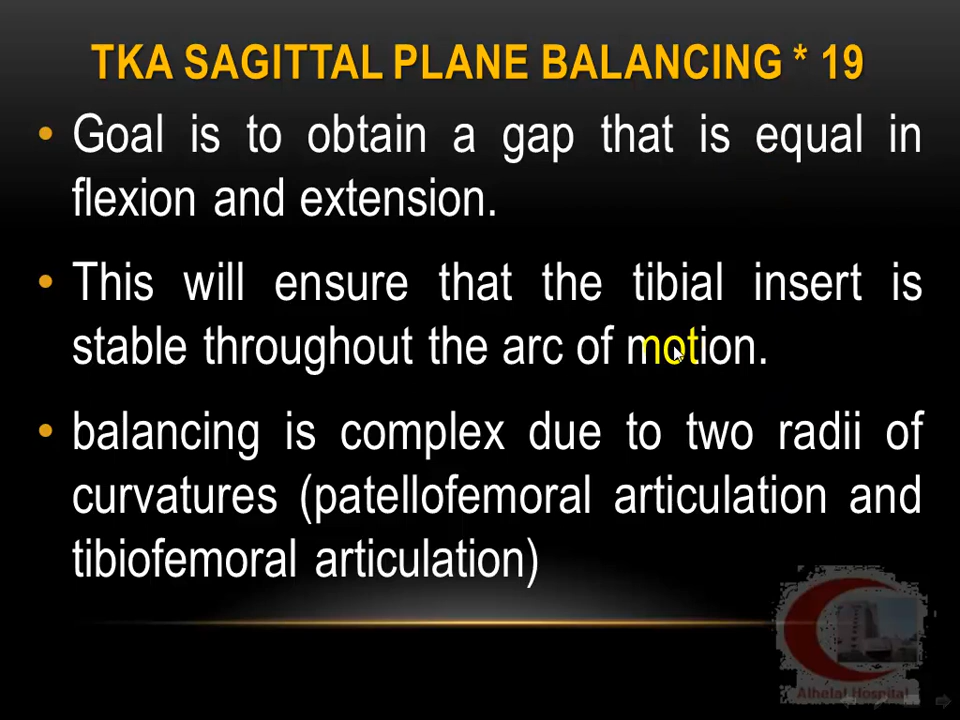 TKA SAGITTAL PLANE BALANCING * 19
• Goal is to obtain a gap that is equal in
flexion and extension.
• This will ensure that the tibial insert is
stable throughout the arc of motion.
• balancing is complex due to two radii of
curvatures (patellofemoral articulation and
tibiofemoral articulation)
Alhelal Hospital